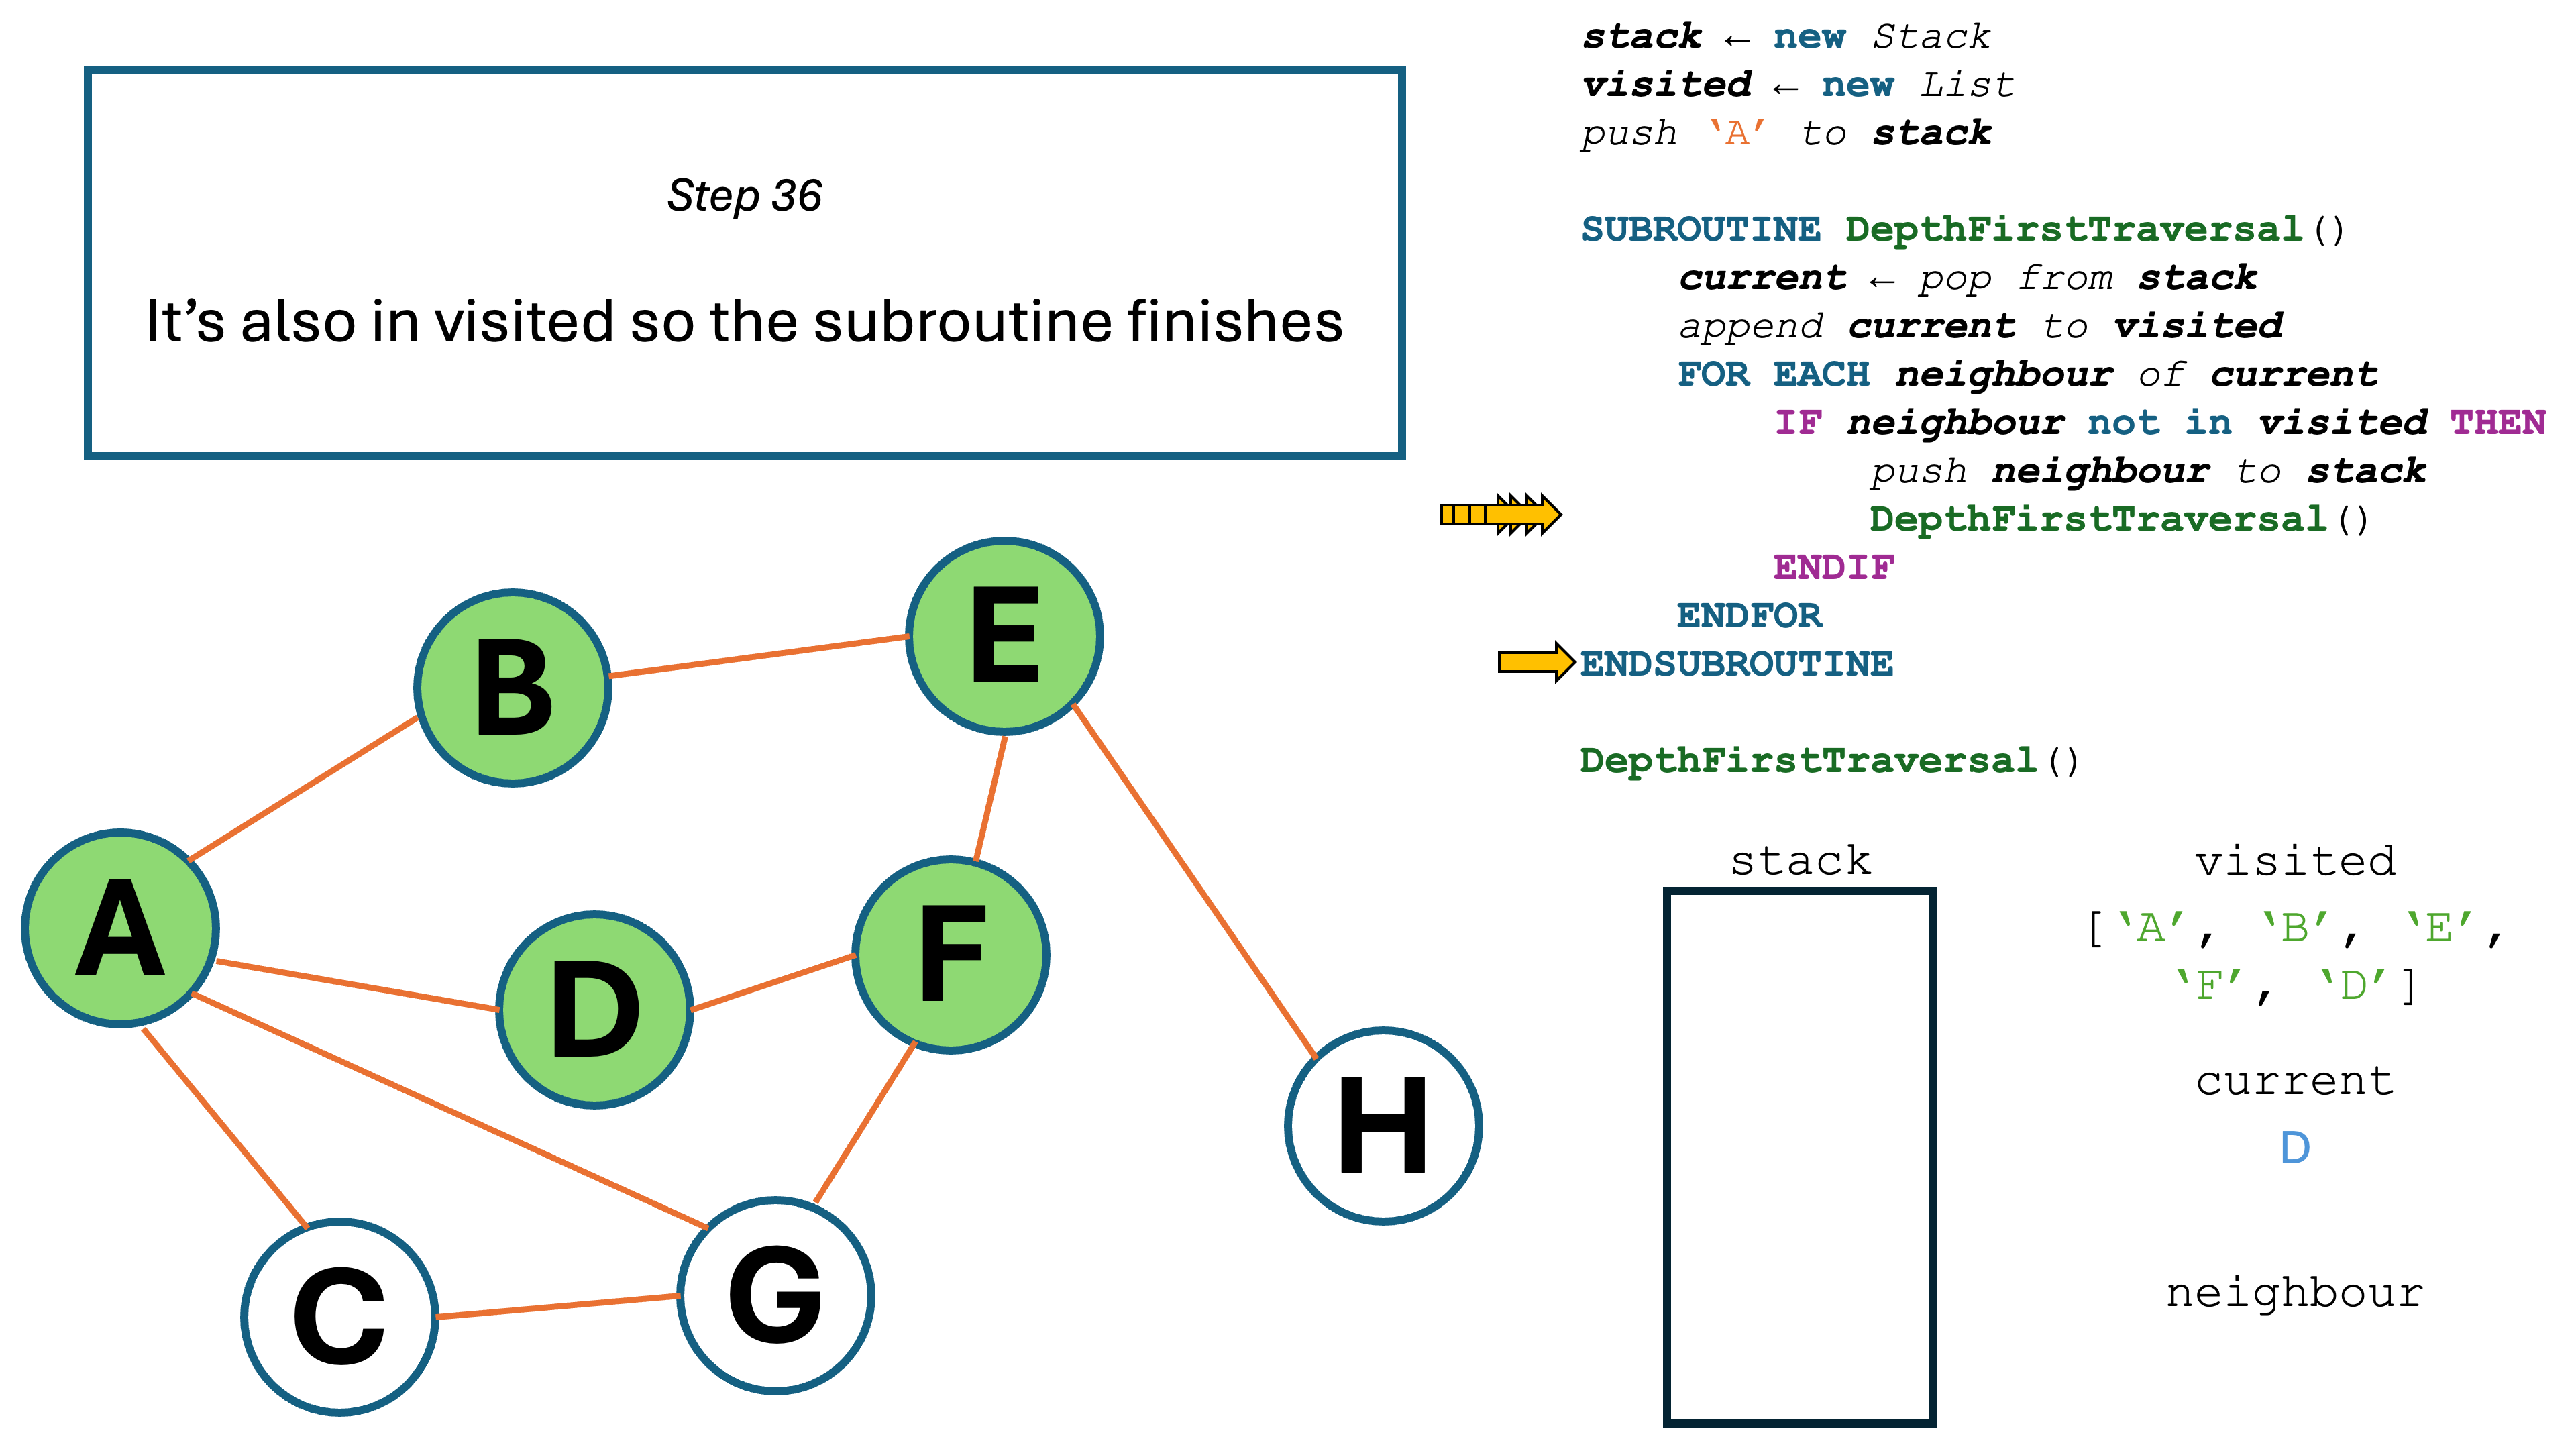 Step 36
It’s also in visited so the subroutine finishes
stack ← new Stack
visited ← new List
push ‘A’ to stack
SUBROUTINE DepthFirstTraversal()
current ← pop from stack
append current to visited
FOR EACH neighbour of current
IF neighbour not in visited THEN
push neighbour to stack
DepthFirstTraversal()
ENDIF
ENDFOR
ENDSUBROUTINE
DepthFirstTraversal()
B
E
A
D
F
H
C
G
stack
visited
[‘A’, ‘B’, ‘E’,
‘F’, ‘D’]
current
D
neighbour